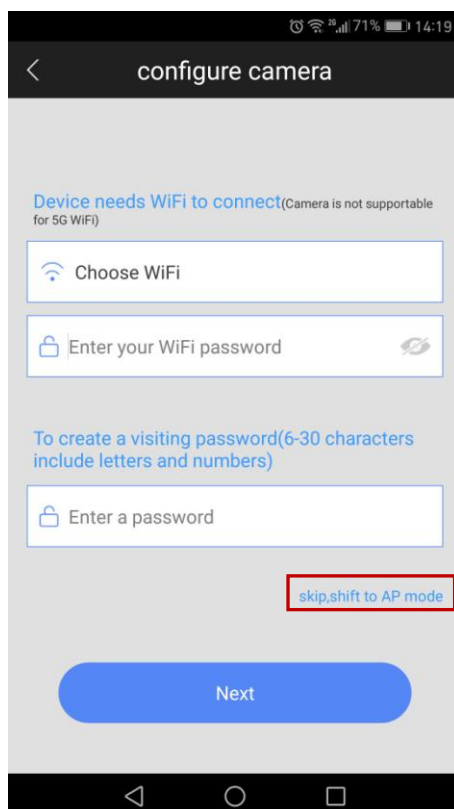 2G 71% 14:19
configure camera
Device needs WiFi to connect(Camera is not supportable
for 5G WiFi)
Choose WiFi
Enter your WiFi password
To create a visiting password(6-30 characters
include letters and numbers)
Enter a password
skip,shift to AP mode
Next